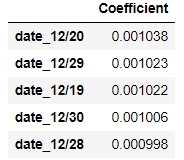 Coefficient
date_12/20 0.001038
date_12/29 0.001023
date_12/19 0.001022
date_12/30 0.001006
date_12/28 0.000998